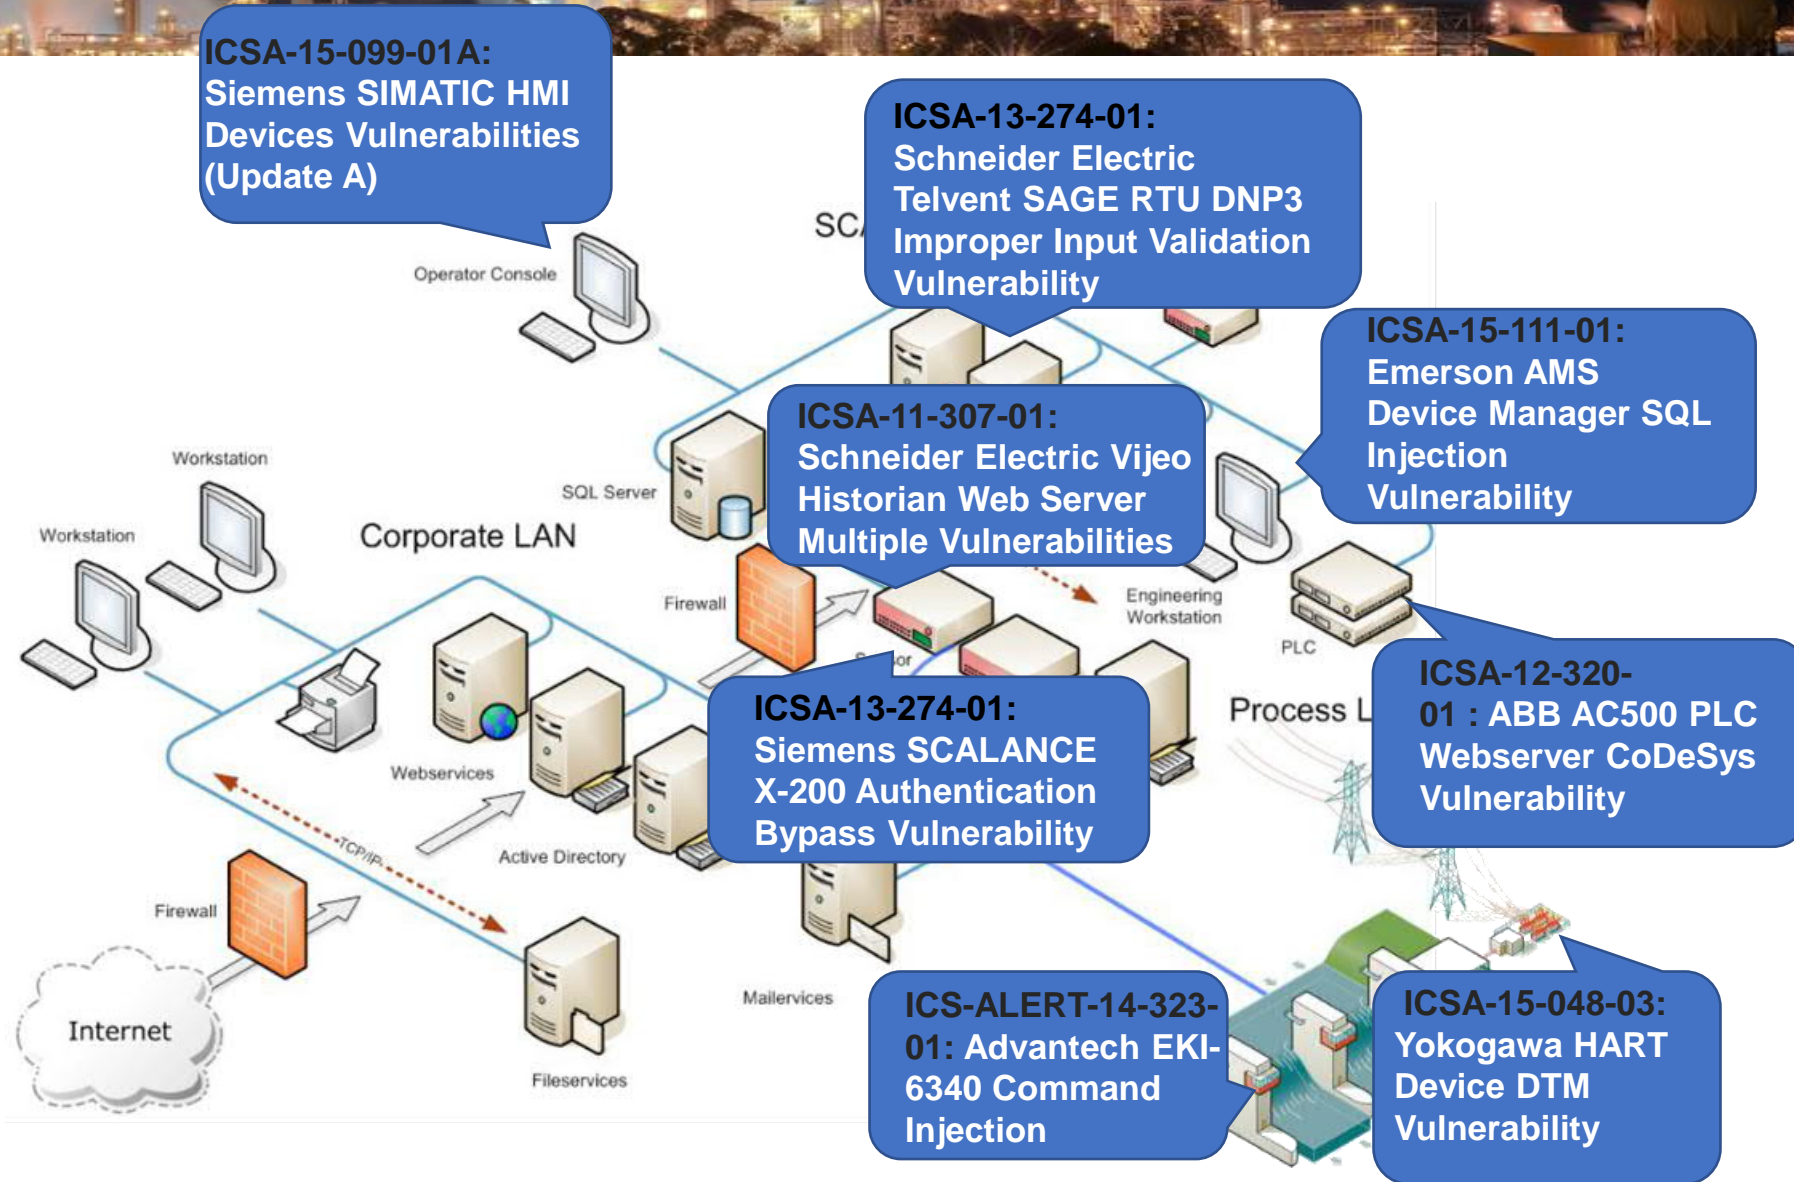 ICSA-15-099-01A:
Siemens SIMATIC HMI
Devices Vulnerabilities
(Update A)
ICSA-13-274-01:
Schneider Electric
Telvent SAGE RTU DNP3
Improper Input Validation
Vulnerability
Operator Console
ICSA-15-111-01:
Emerson AMS
Device Manager SQL
Injection
Vulnerability
ICSA-11-307-01:
Schneider Electric Vijeo
Historian Web Server
Multiple Vulnerabilities
Workstation
Workstation
SQL Server
Corporate LAN
Firewall
Engineering
Workstation
PLC
ICSA-12-320-
01 : ABB AC500 PLC
Webserver CoDeSys
Vulnerability
ICSA-13-274-01:
Siemens SCALANCE
X-200 Authentication
Bypass Vulnerability
Process L
Webservices
TCP/IP
Active Directory
Firewall
Internet
Mailervices
Fileservices
ICS-ALERT-14-323-
01: Advantech EKI-
6340 Command
Injection
ICSA-15-048-03:
Yokogawa HART
Device DTM
Vulnerability